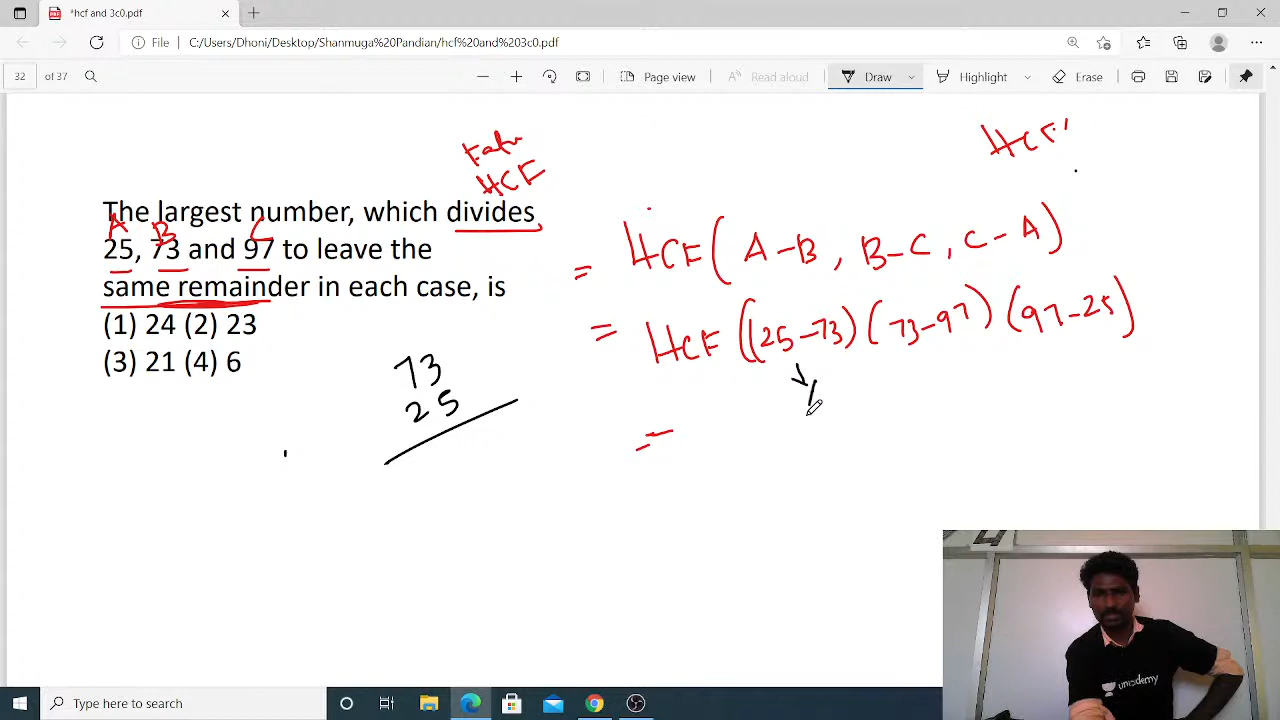 *hcf and 3c0.pdf
File C:/Users/Dhoni/Desktop/Shanmuga%20Pandian/hcf%20and%203c0.pdf
32 of 37 Page view Read aloud Draw Highlight Erase
HCF
HCF
The largest number, which divides
A B C
25, 73 and 97 to leave the
same remainder in each case, is
(1) 24 (2) 23
(3) 21 (4) 6
73
25
= HCF (A-B, B-C, C-A)
= HCF ((25-73) (73-97) (97-25))
=
unacademy
Type here to search